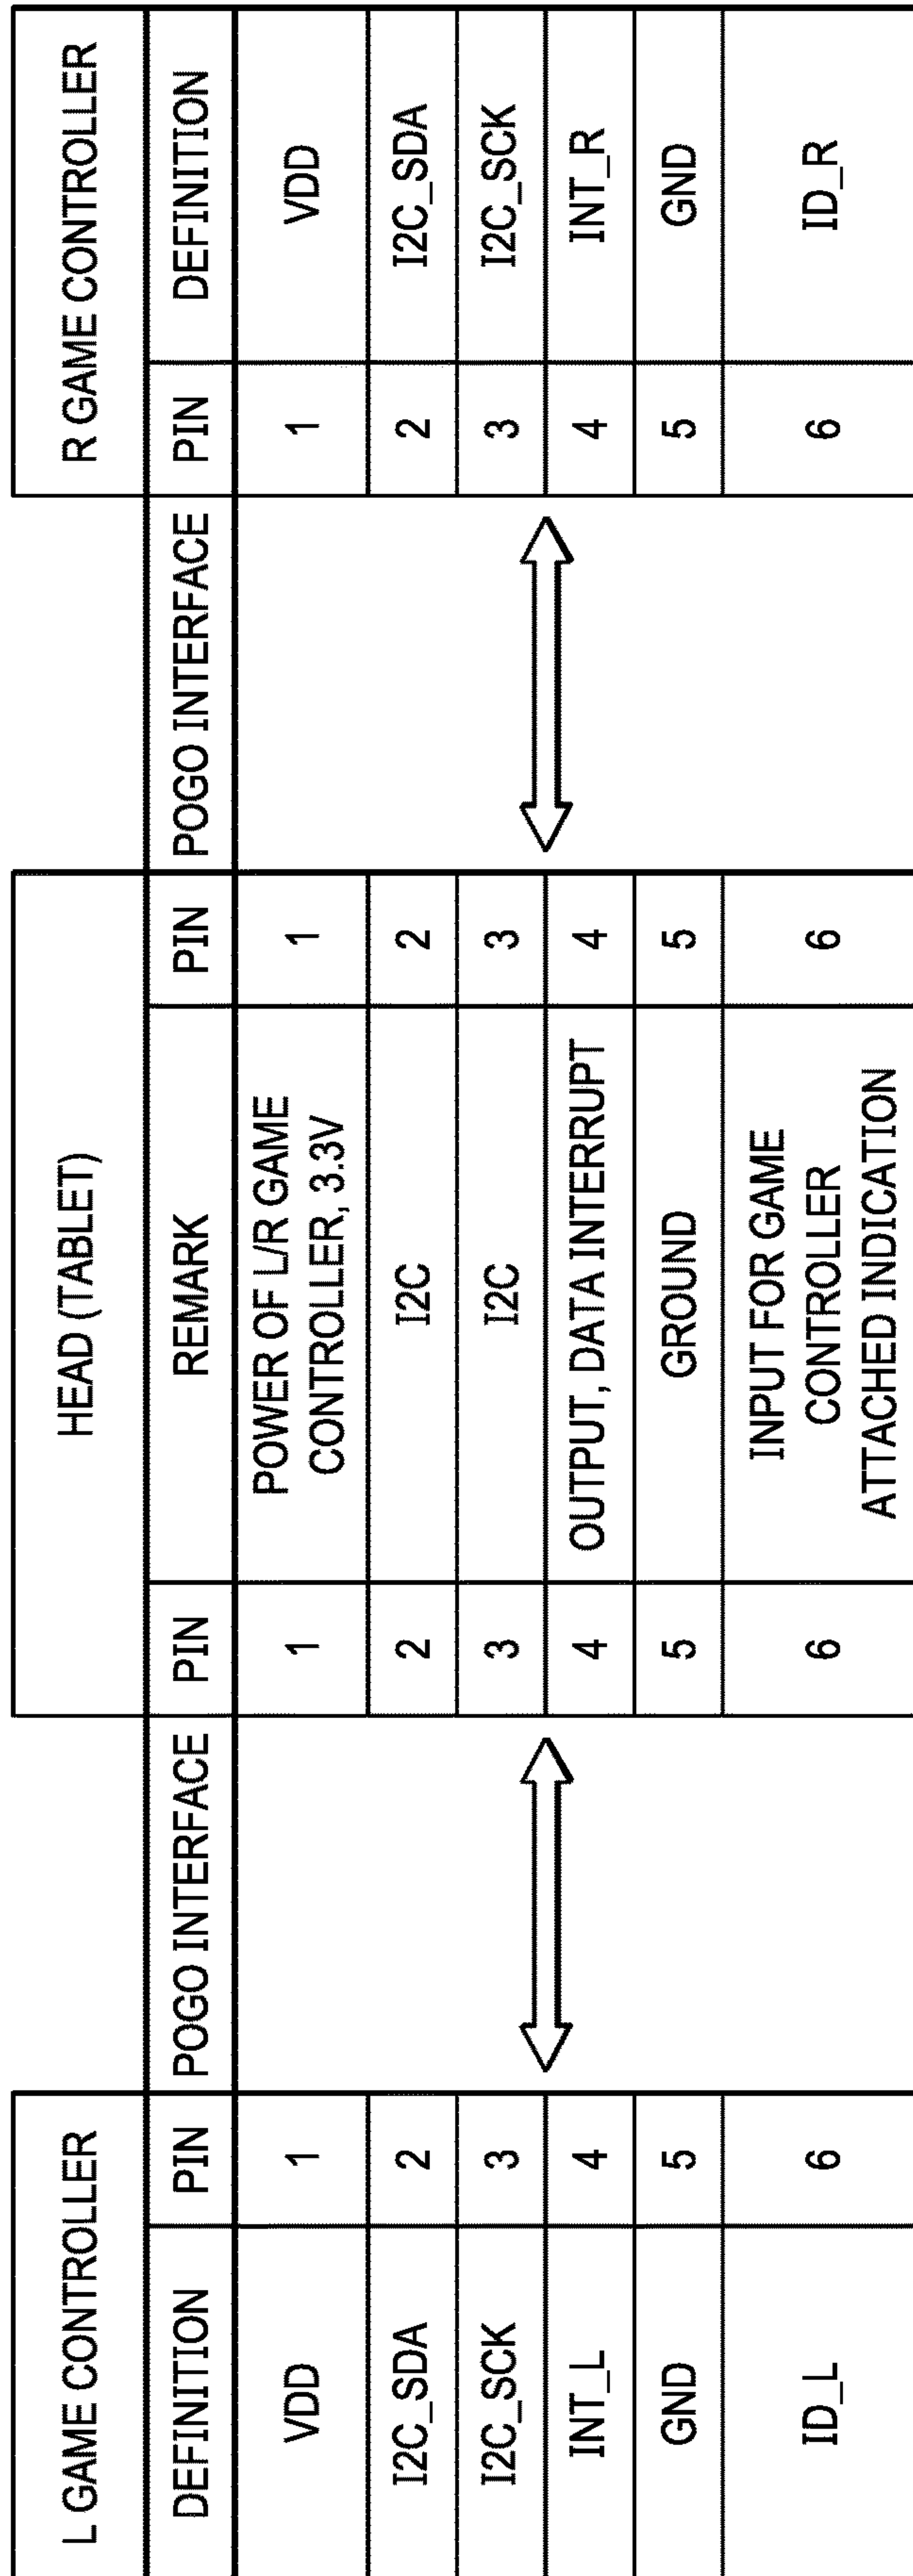 L GAME CONTROLLER HEAD (TABLET) R GAME CONTROLLER
DEFINITION PIN POGO INTERFACE PIN REMARK PIN POGO INTERFACE PIN DEFINITION
VDD 1 1 POWER OF L/R GAME 1 1 VDD
CONTROLLER, 3.3V
I2C_SDA 2 2 I2C 2 2 I2C_SDA
I2C_SCK 3 3 I2C 3 3 I2C_SCK
INT_L 4 4 OUTPUT, DATA INTERRUPT 4 4 INT_R
GND 5 5 GROUND 5 5 GND
ID_L 6 6 INPUT FOR GAME 6 6 ID_R
CONTROLLER
ATTACHED INDICATION